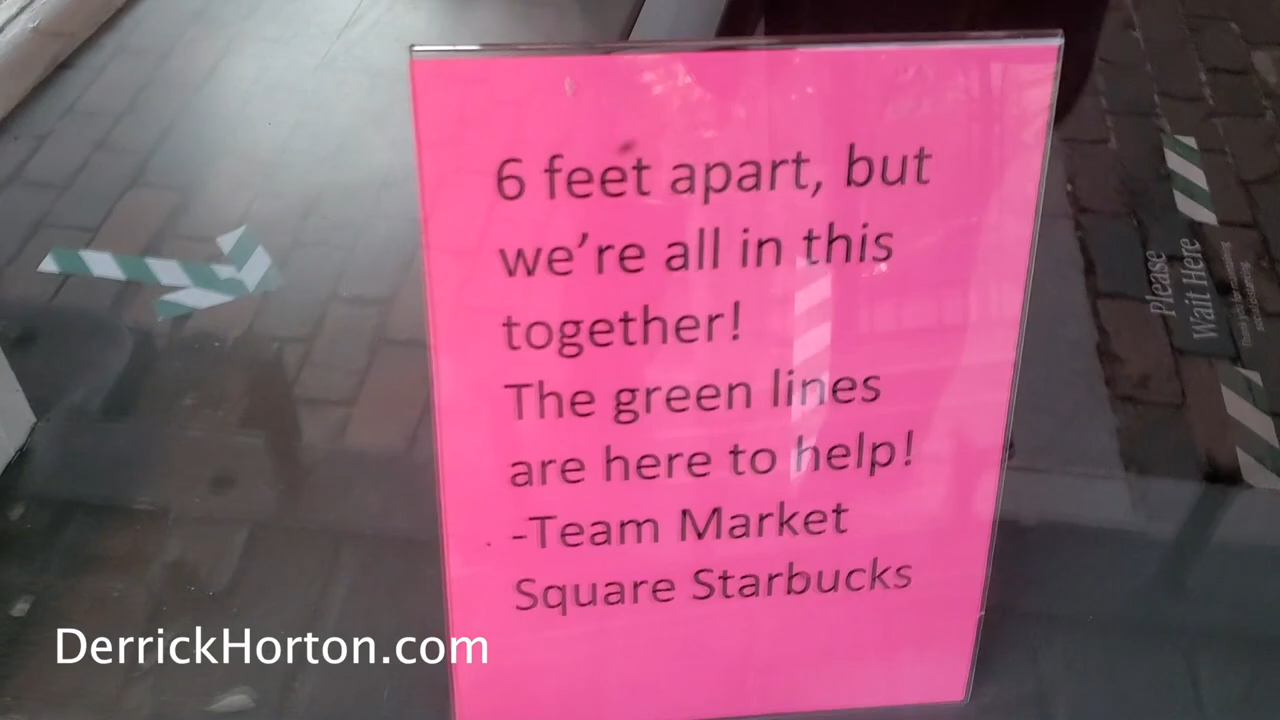 6 feet apart, but
we're all in this
together!
The green lines
are here to help!
-Team Market
Square Starbucks
Please
Wait Here
DerrickHorton.com